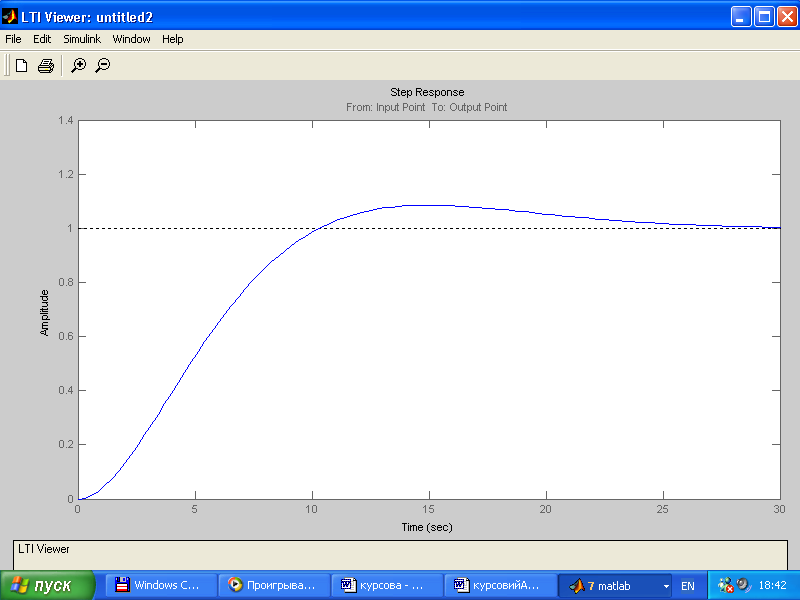 LTI Viewer: untitled2
File Edit Simulink Window Help
Step Response
From: Input Point To: Output Point
1.4
1.2
1
0.8
0.6
0.4
0.2
0
Amplitude
0 5 10 15 20 25 30
Time (sec)
LTI Viewer
пуск Windows C... Проигрыва... курсова - ... курсовийА... 7 matlab EN 18:42